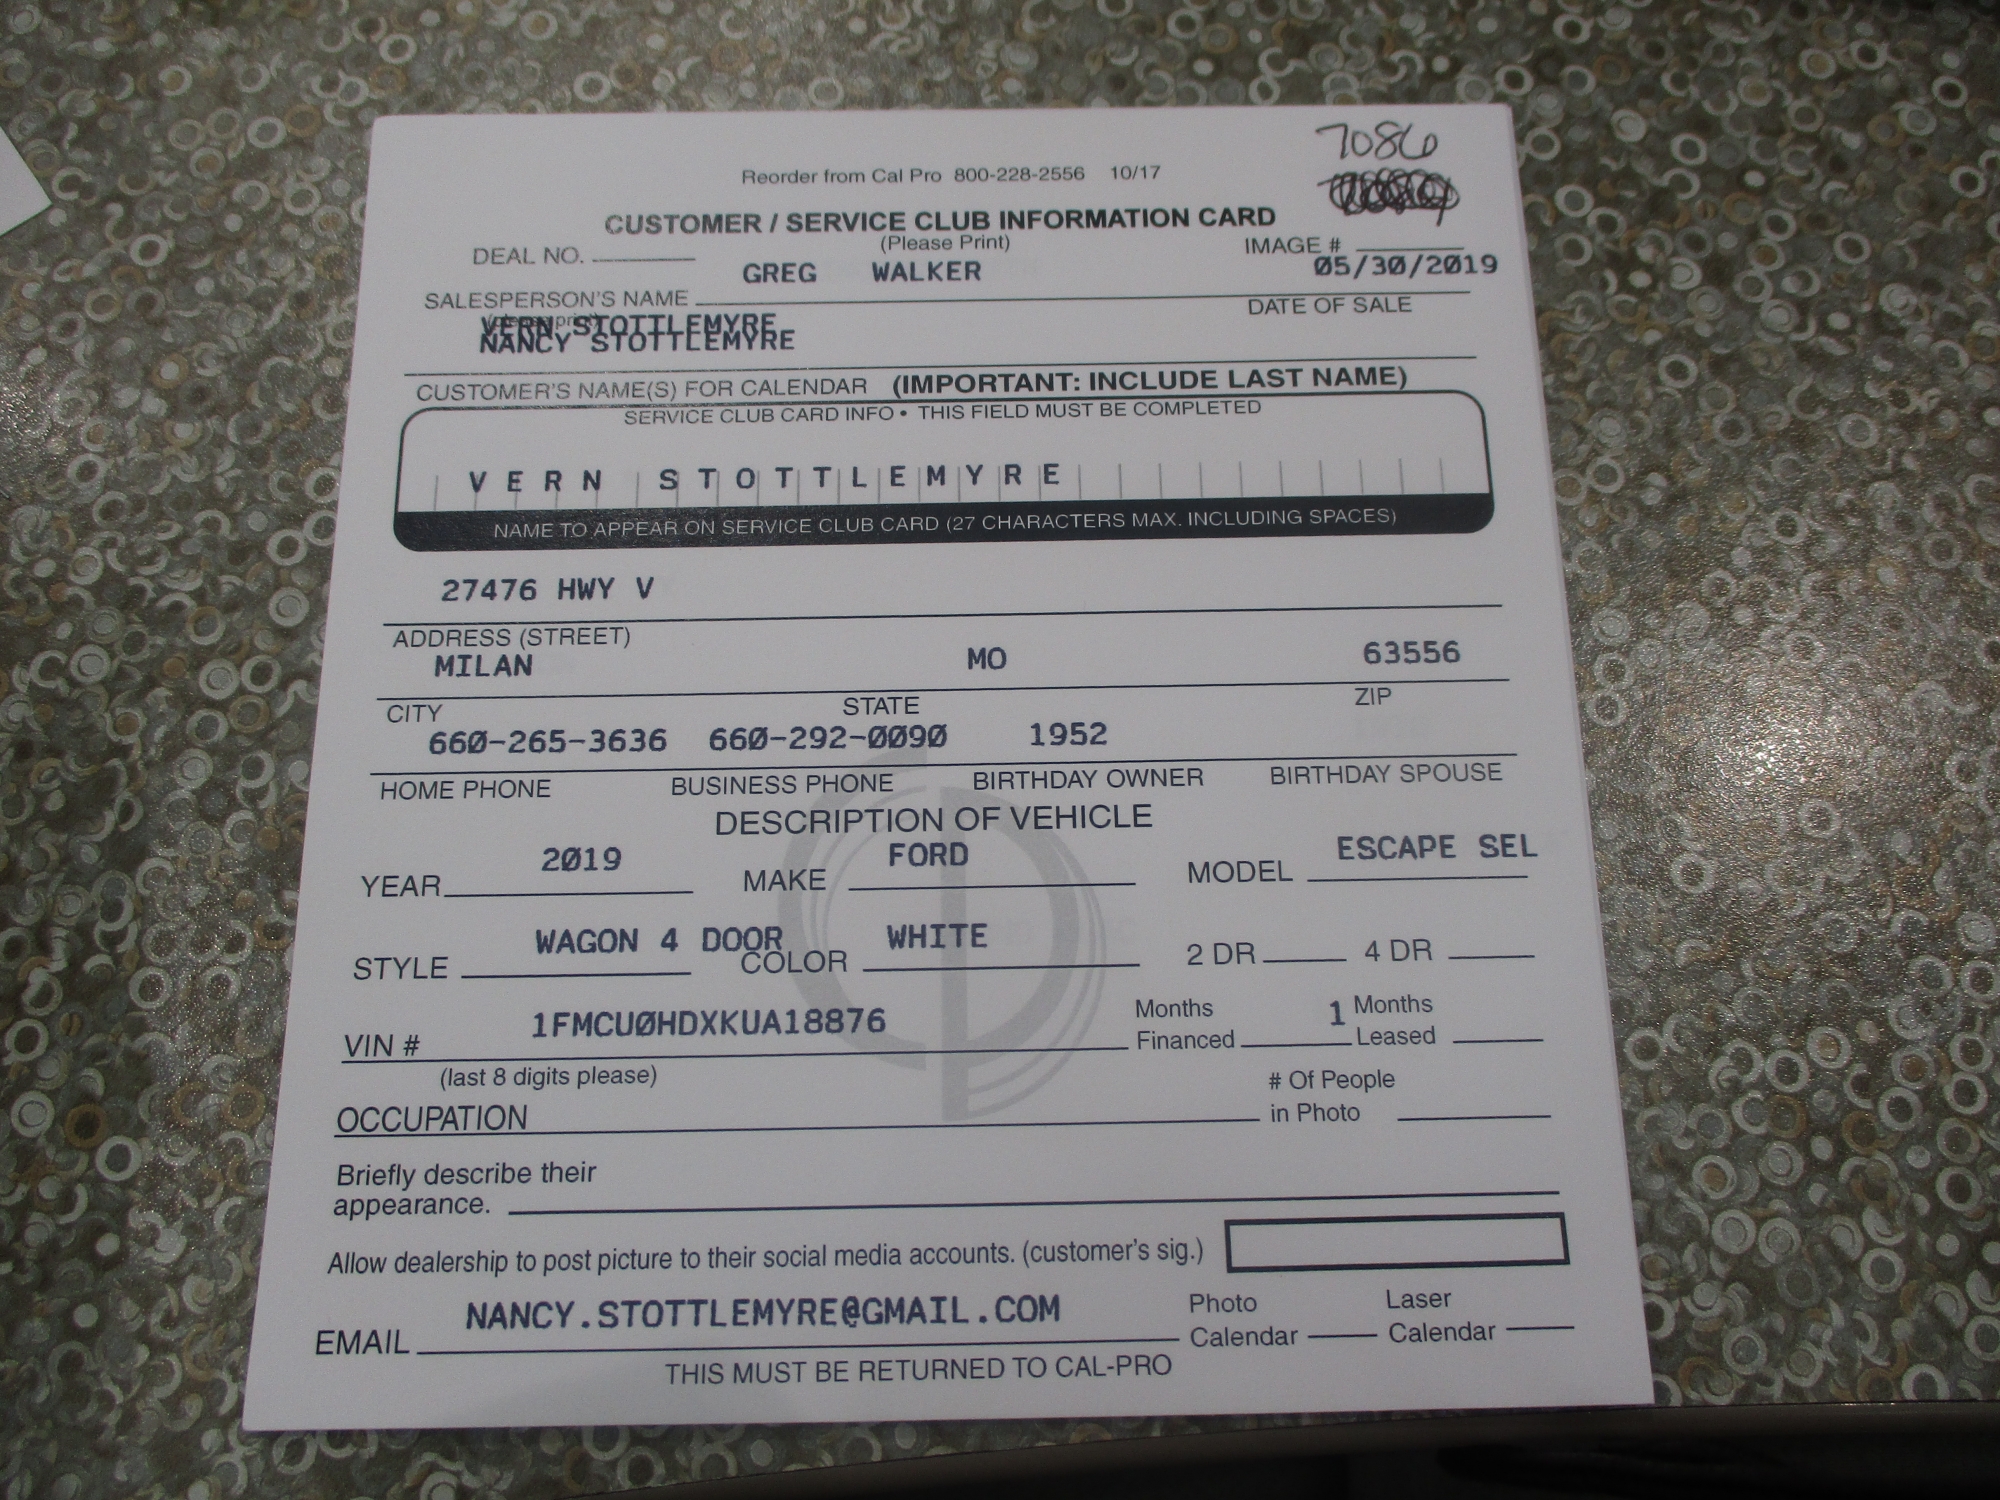 7086
Reorder from Cal Pro 800-228-2556 10/17
CUSTOMER / SERVICE CLUB INFORMATION CARD
(Please Print)
DEAL NO. IMAGE #
GREG WALKER 05/30/2019
SALESPERSON'S NAME DATE OF SALE
(please print)
VERN STOTTLEMYRE
NANCY STOTTLEMYRE
CUSTOMER'S NAME(S) FOR CALENDAR (IMPORTANT: INCLUDE LAST NAME)
SERVICE CLUB CARD INFO • THIS FIELD MUST BE COMPLETED
VERN STOTTLEMYRE
NAME TO APPEAR ON SERVICE CLUB CARD (27 CHARACTERS MAX. INCLUDING SPACES)
27476 HWY V
ADDRESS (STREET)
MILAN MO 63556
CITY STATE ZIP
660-265-3636 660-292-0090 1952
HOME PHONE BUSINESS PHONE BIRTHDAY OWNER BIRTHDAY SPOUSE
DESCRIPTION OF VEHICLE
YEAR 2019 MAKE FORD MODEL ESCAPE SEL
STYLE WAGON 4 DOOR COLOR WHITE 2 DR 4 DR
VIN # 1FMCU0HDXKUA18876 Months Financed 1 Months Leased
(last 8 digits please)
OCCUPATION # Of People in Photo
Briefly describe their
appearance.
Allow dealership to post picture to their social media accounts. (customer's sig.)
EMAIL NANCY.STOTTLEMYRE@GMAIL.COM Photo Calendar Laser Calendar
THIS MUST BE RETURNED TO CAL-PRO